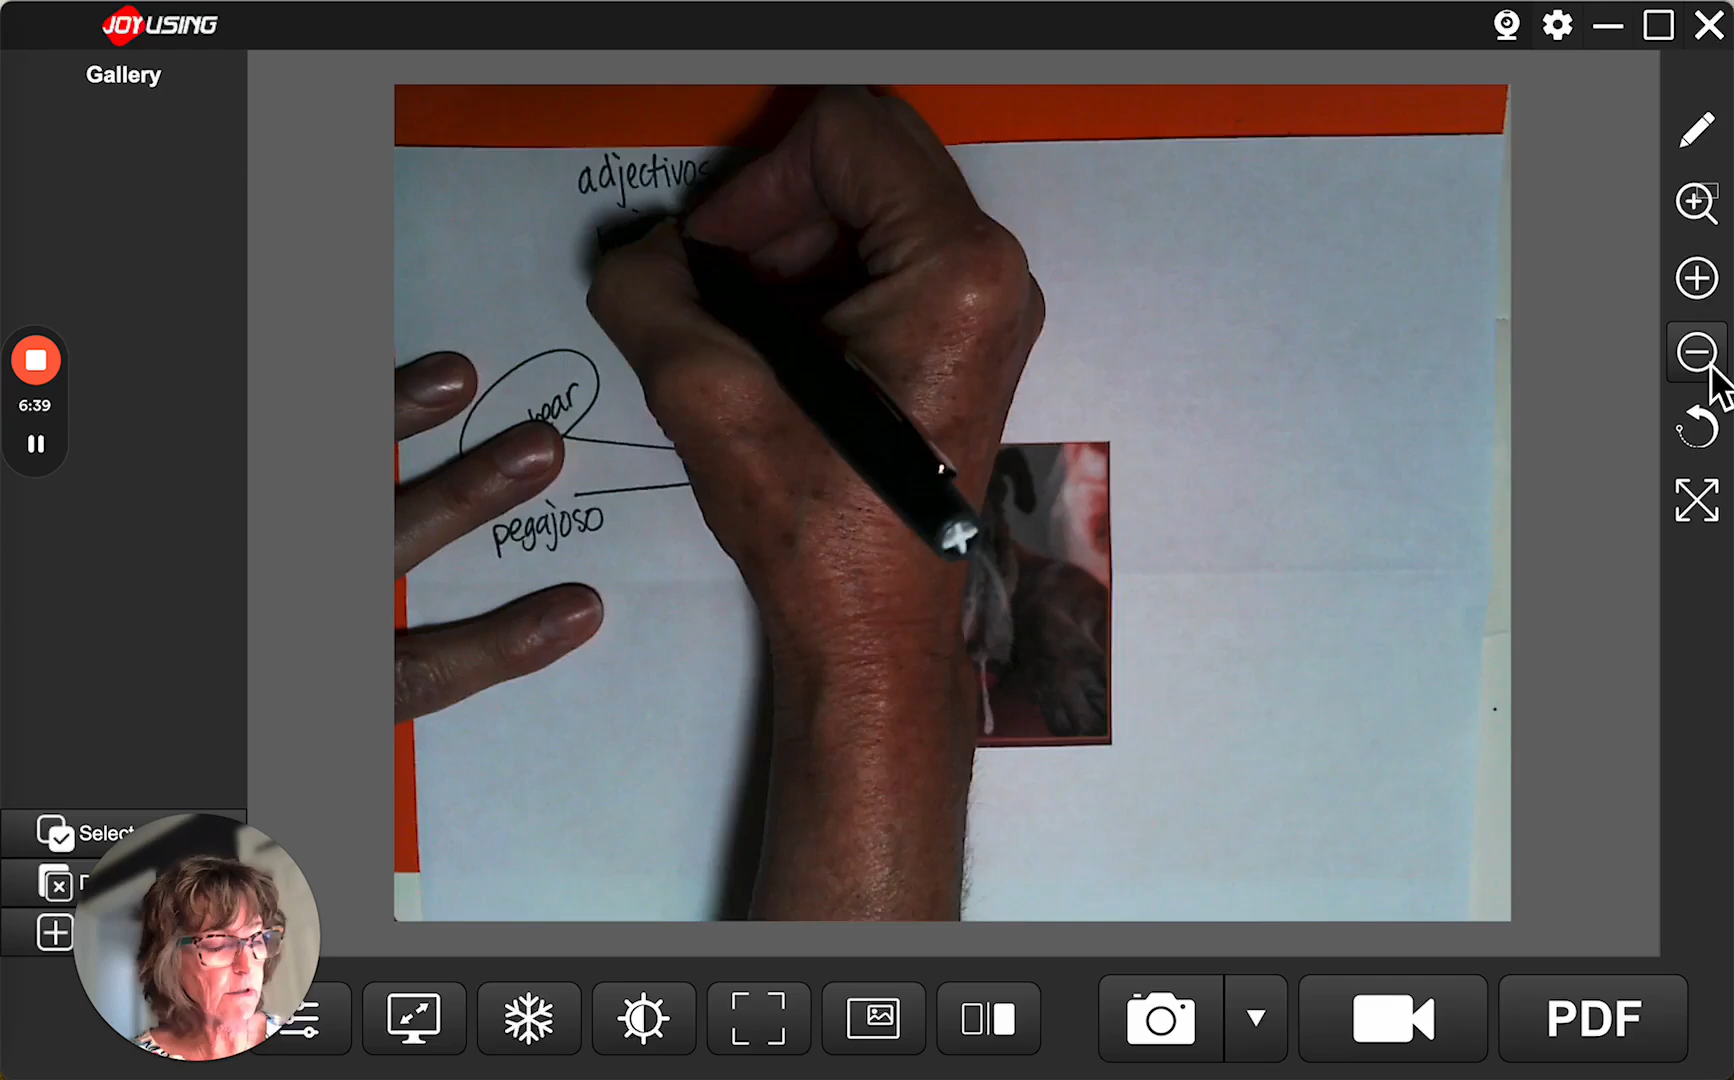 JOYUSING
Gallery
adjectivos
6:39
pegajoso
Select
PDF